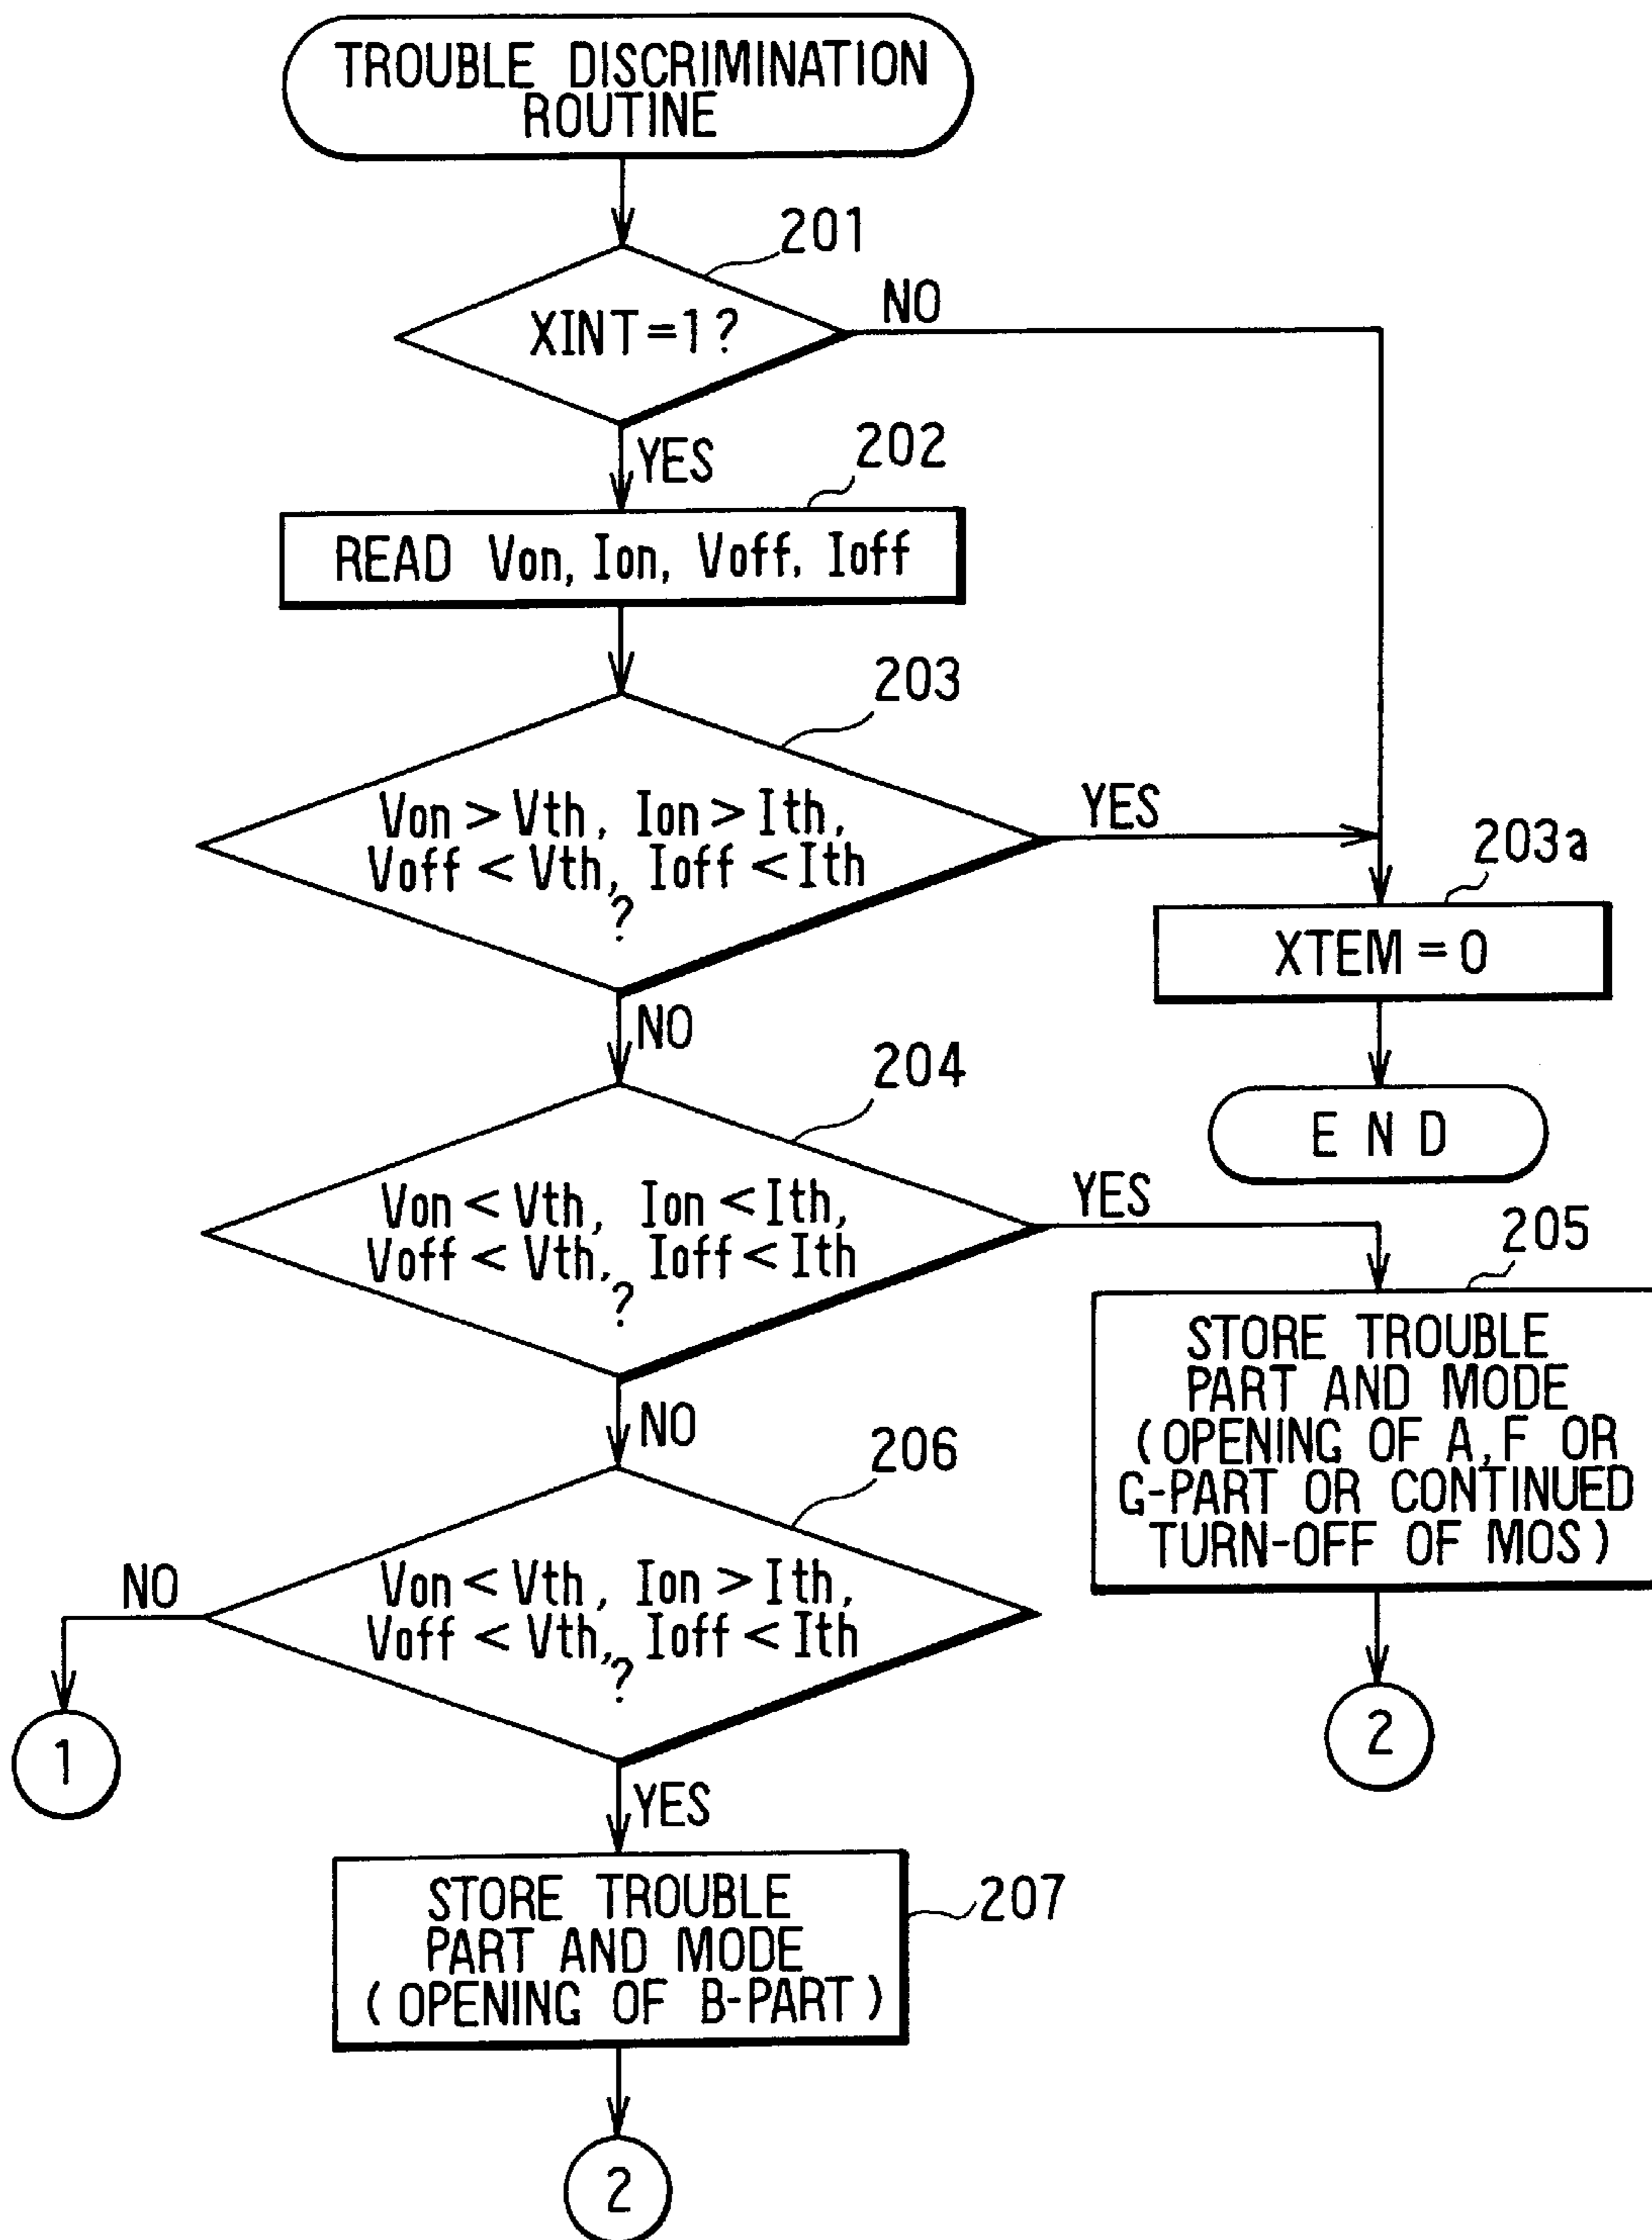 TROUBLE DISCRIMINATION
ROUTINE
201
XINT=1?
NO
YES
202
READ Von, Ion, Voff, Ioff
203
Von > Vth, Ion > Ith,
Voff < Vth, Ioff < Ith
?
YES
203a
XTEM = 0
END
NO
204
Von < Vth, Ion < Ith,
Voff < Vth, Ioff < Ith
?
YES
205
STORE TROUBLE
PART AND MODE
(OPENING OF A, F OR
G-PART OR CONTINUED
TURN-OFF OF MOS)
2
NO
206
Von < Vth, Ion > Ith,
Voff < Vth, Ioff < Ith
?
NO
1
YES
207
STORE TROUBLE
PART AND MODE
(OPENING OF B-PART)
2